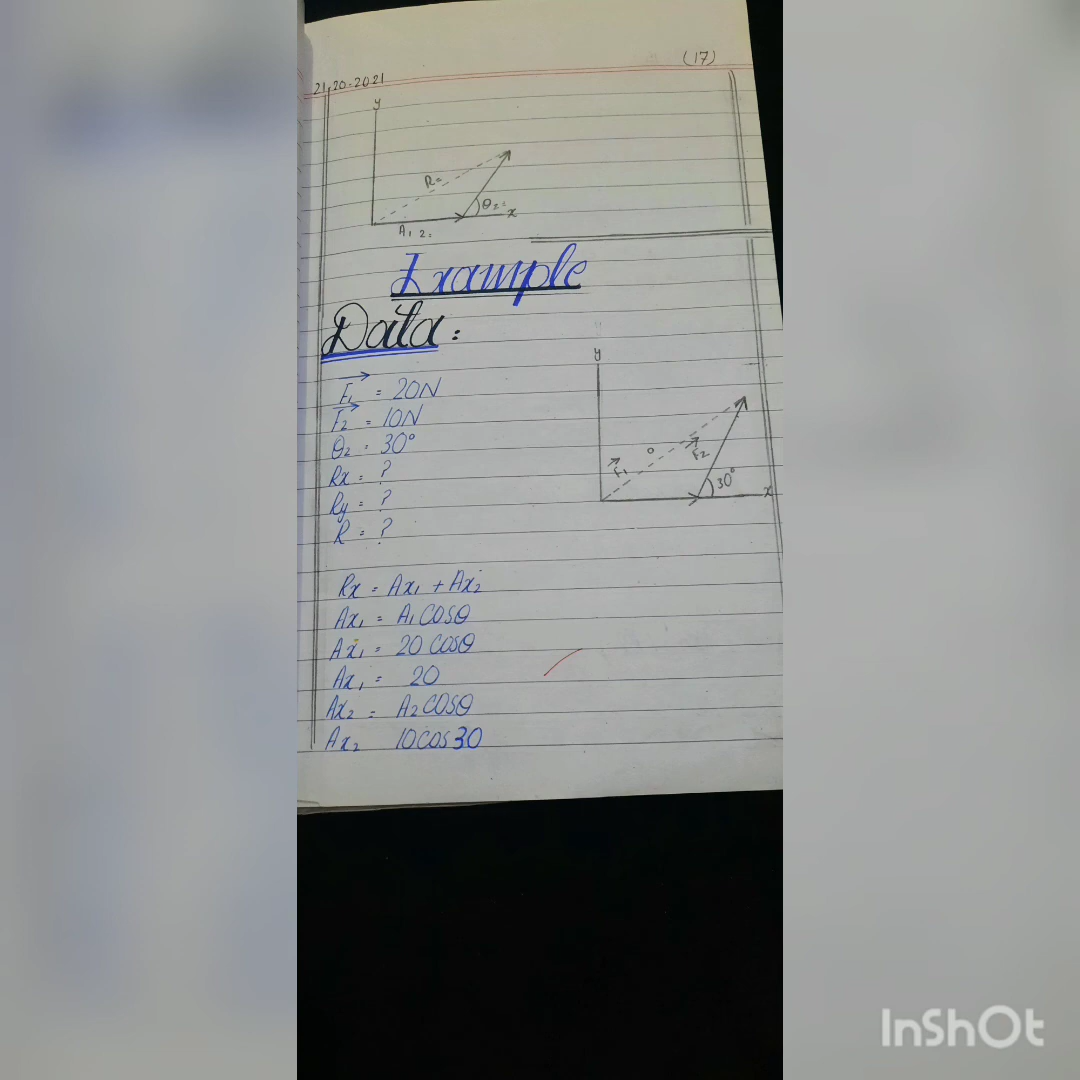 (17)
21,20-2021
y
R=
θ2=
x
A1 2=
Example
Data:
F1 = 20N
F2 = 10N
θ2 = 30°
Rx = ?
Ry = ?
R = ?
y
F1
F2
30°
x
Rx = Ax1 + Ax2
Ax1 = A1 COSθ
Ax1 = 20 COSθ
Ax1 = 20
Ax2 = A2 COSθ
Ax2 10COS30
InShOt